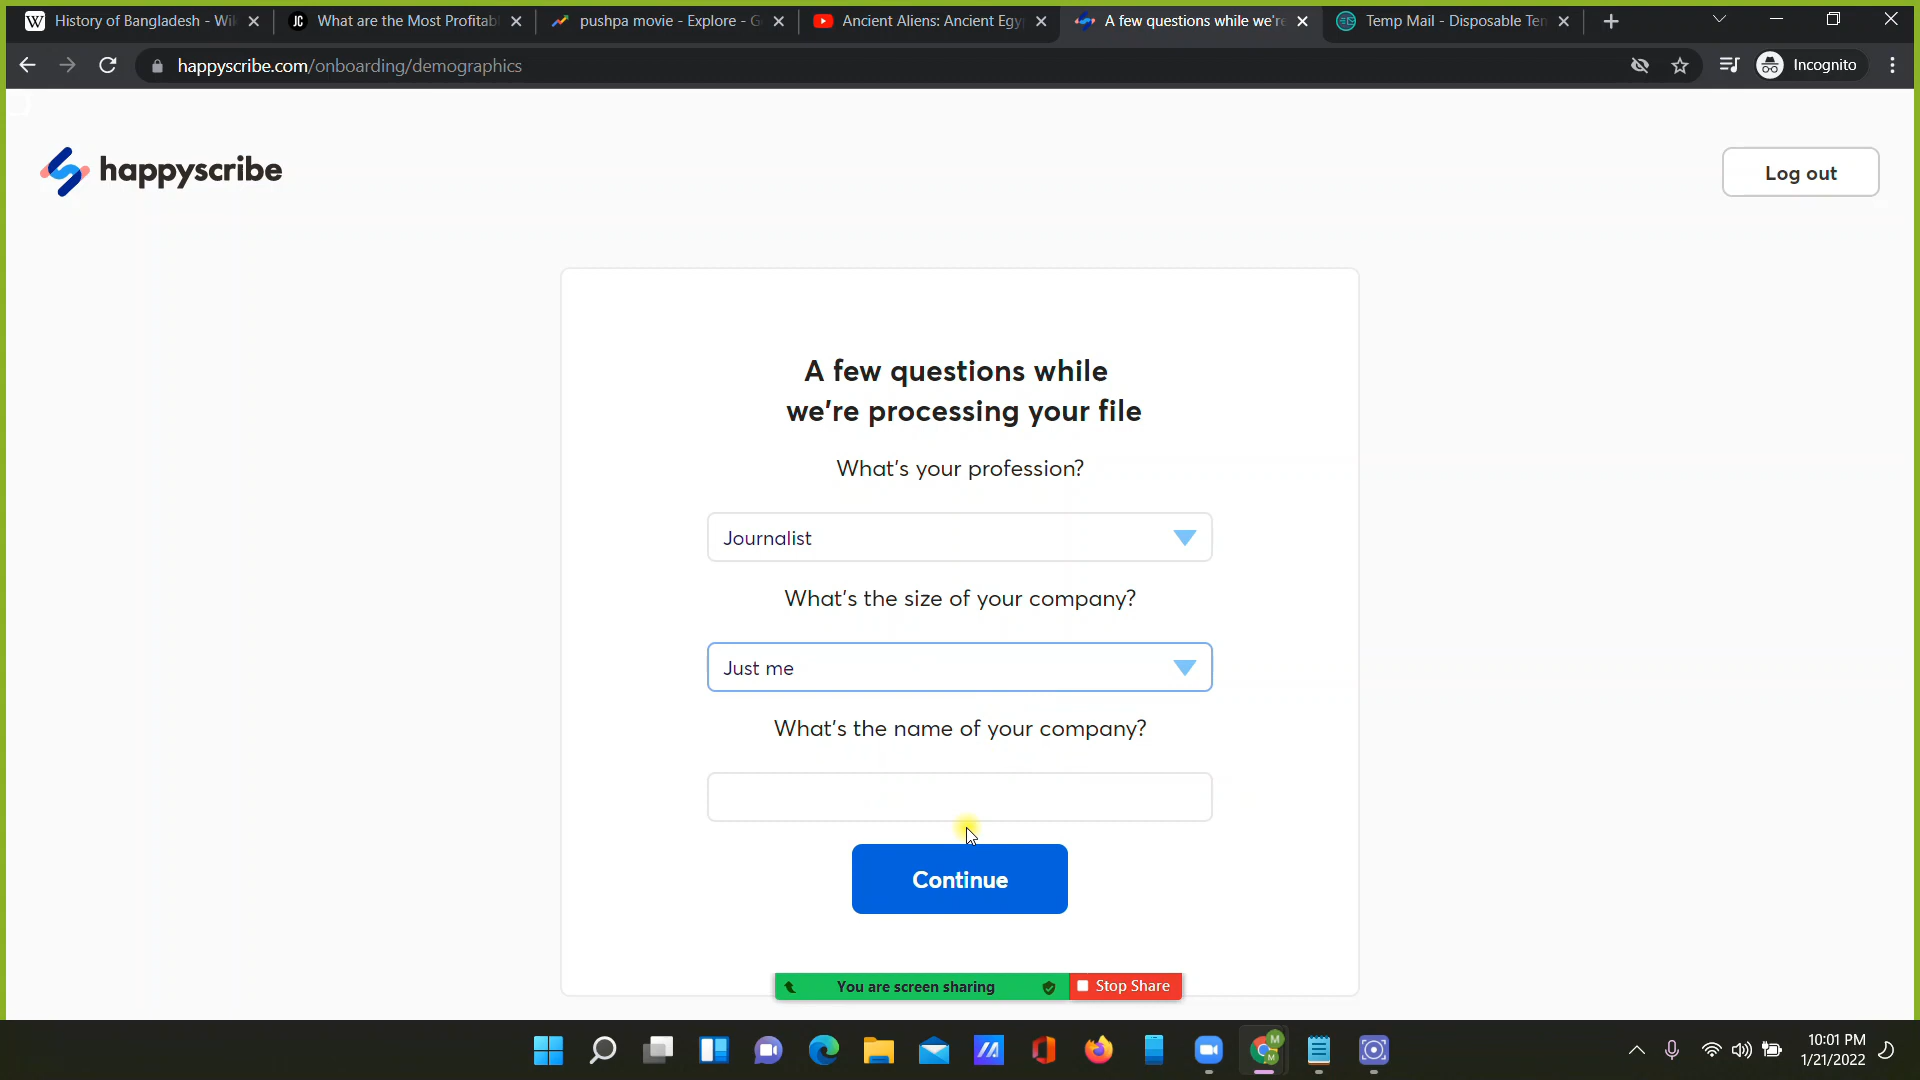 History of Bangladesh - Wi
What are the Most Profitab
pushpa movie - Explore - G
Ancient Aliens: Ancient Egy
A few questions while we're
Temp Mail - Disposable Tem
happyscribe.com/onboarding/demographics
Incognito
happyscribe
Log out
A few questions while
we're processing your file
What's your profession?
Journalist
What's the size of your company?
Just me
What's the name of your company?
Continue
You are screen sharing
Stop Share
10:01 PM
1/21/2022